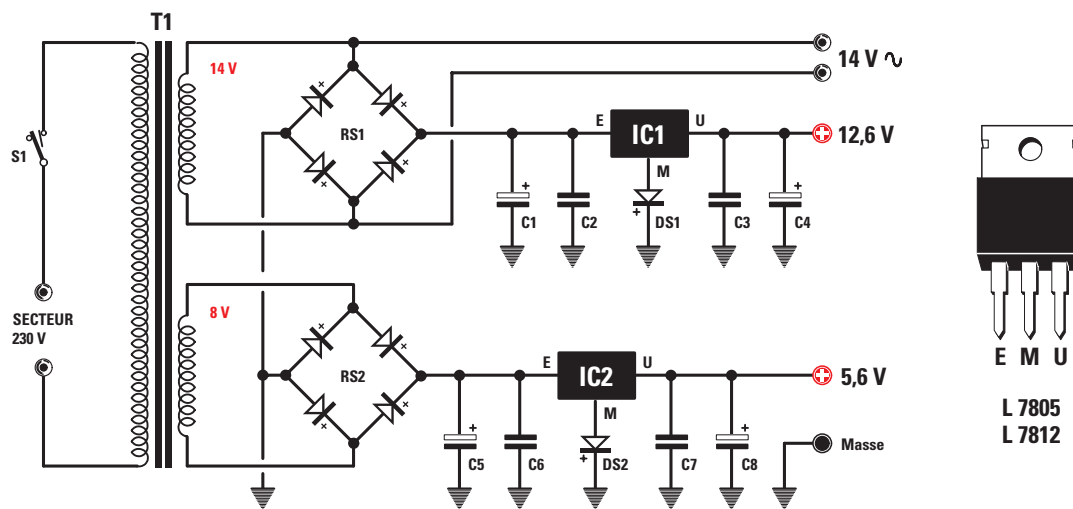 T1
14 V
14 V ∿
S1
RS1
E
IC1
U
12,6 V
M
+
C1
C2
+
DS1
C3
+
C4
SECTEUR
230 V
8 V
RS2
E
IC2
U
5,6 V
M
+
C5
C6
+
DS2
C7
+
C8
Masse
E M U
L 7805
L 7812